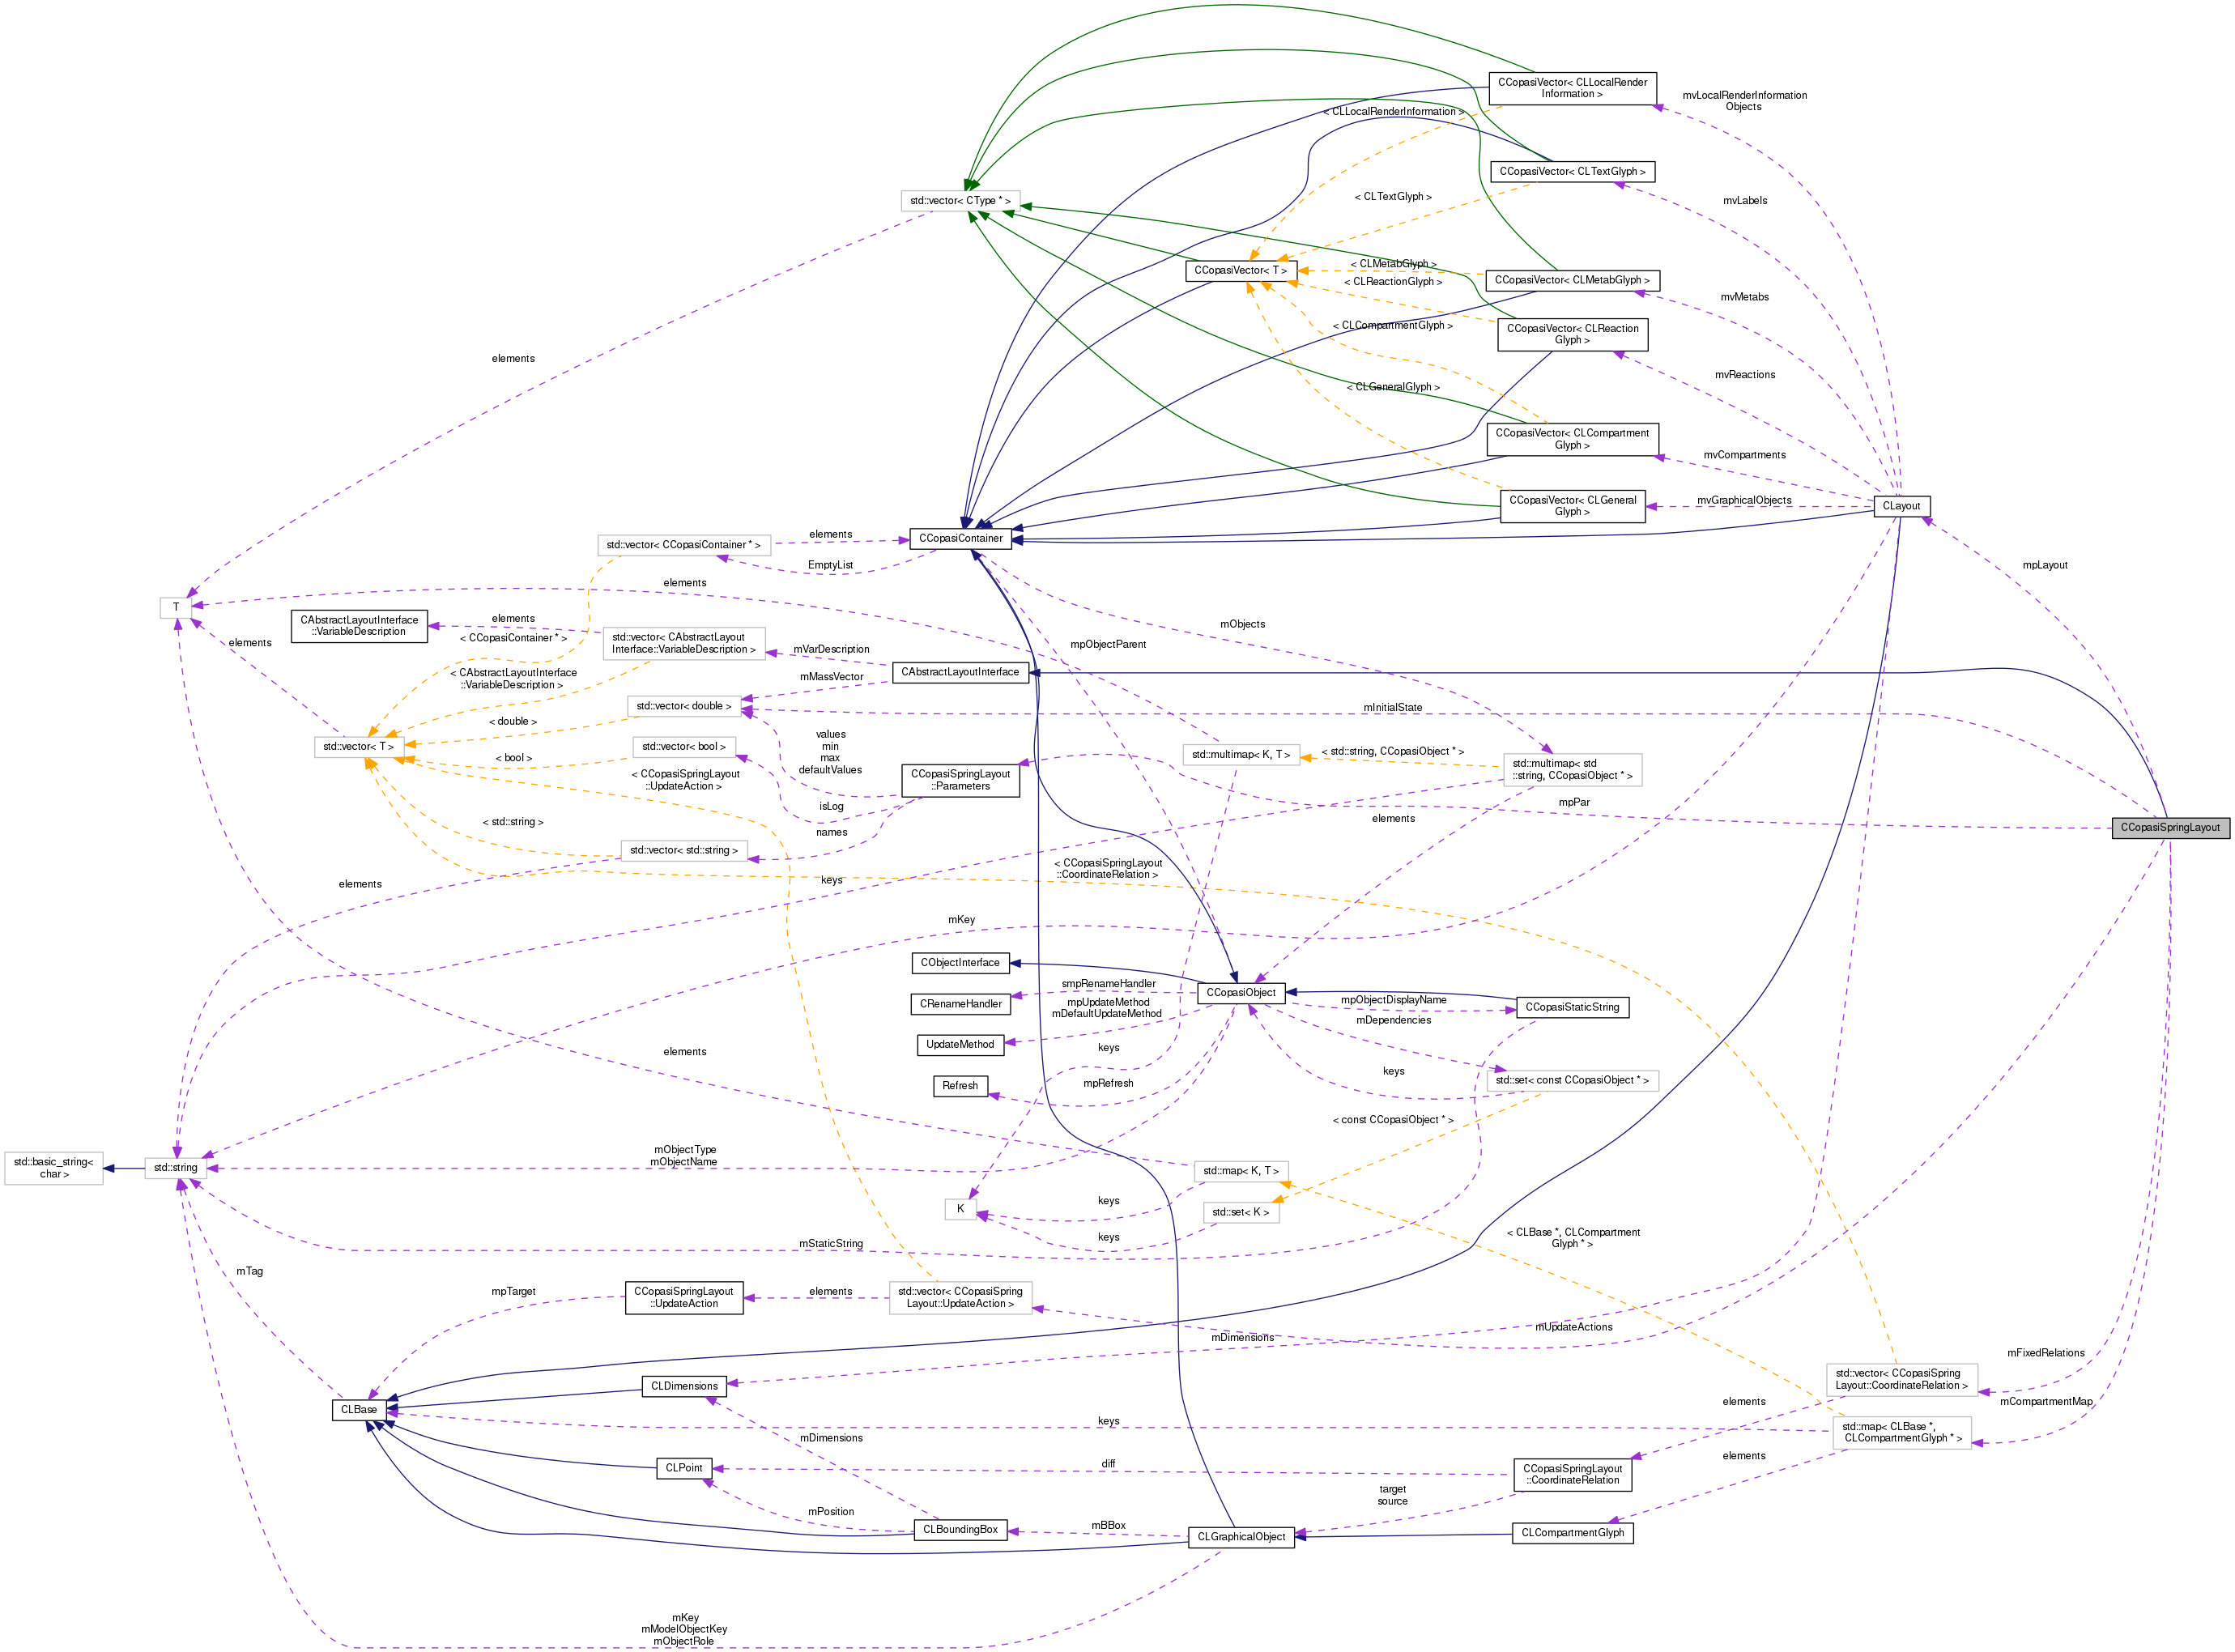 CCopasiVector< CLLocalRender
Information >
mvLocalRenderInformation
Objects
< CLLocalRenderInformation >
CCopasiVector< CLTextGlyph >
std::vector< CType * >
< CLTextGlyph >
mvLabels
CCopasiVector< T >
< CLMetabGlyph >
CCopasiVector< CLMetabGlyph >
< CLReactionGlyph >
mvMetabs
CCopasiVector< CLReaction
Glyph >
< CLCompartmentGlyph >
elements
mvReactions
< CLGeneralGlyph >
CCopasiVector< CLCompartment
Glyph >
mvCompartments
CCopasiVector< CLGeneral
Glyph >
mvGraphicalObjects
CLayout
std::vector< CCopasiContainer * >
elements
CCopasiContainer
EmptyList
mpLayout
elements
T
CAbstractLayoutInterface
::VariableDescription
elements
< CCopasiContainer * >
std::vector< CAbstractLayout
Interface::VariableDescription >
elements
mObjects
mpObjectParent
mVarDescription
CAbstractLayoutInterface
< CAbstractLayoutInterface
::VariableDescription >
mMassVector
std::vector< double >
mInitialState
< double >
std::vector< T >
std::vector< bool >
values
min
max
defaultValues
< bool >
std::multimap< K, T >
< std::string, CCopasiObject * >
std::multimap< std
::string, CCopasiObject * >
< CCopasiSpringLayout
::UpdateAction >
CCopasiSpringLayout
::Parameters
isLog
mpPar
elements
< std::string >
names
CCopasiSpringLayout
std::vector< std::string >
elements
keys
< CCopasiSpringLayout
::CoordinateRelation >
mKey
CObjectInterface
CCopasiObject
smpRenameHandler
CRenameHandler
mpUpdateMethod
mDefaultUpdateMethod
mpObjectDisplayName
CCopasiStaticString
mDependencies
UpdateMethod
keys
elements
mpRefresh
Refresh
keys
std::set< const CCopasiObject * >
< const CCopasiObject * >
std::basic_string<
char >
std::string
mObjectType
mObjectName
std::map< K, T >
keys
K
std::set< K >
keys
mStaticString
< CLBase *, CLCompartment
Glyph * >
mTag
mpTarget
CCopasiSpringLayout
::UpdateAction
elements
std::vector< CCopasiSpring
Layout::UpdateAction >
mDimensions
mUpdateActions
mFixedRelations
std::vector< CCopasiSpring
Layout::CoordinateRelation >
CLDimensions
CLBase
keys
elements
mCompartmentMap
std::map< CLBase *,
CLCompartmentGlyph * >
mDimensions
CLPoint
diff
CCopasiSpringLayout
::CoordinateRelation
elements
target
source
mPosition
CLBoundingBox
mBBox
CLGraphicalObject
CLCompartmentGlyph
mKey
mModelObjectKey
mObjectRole